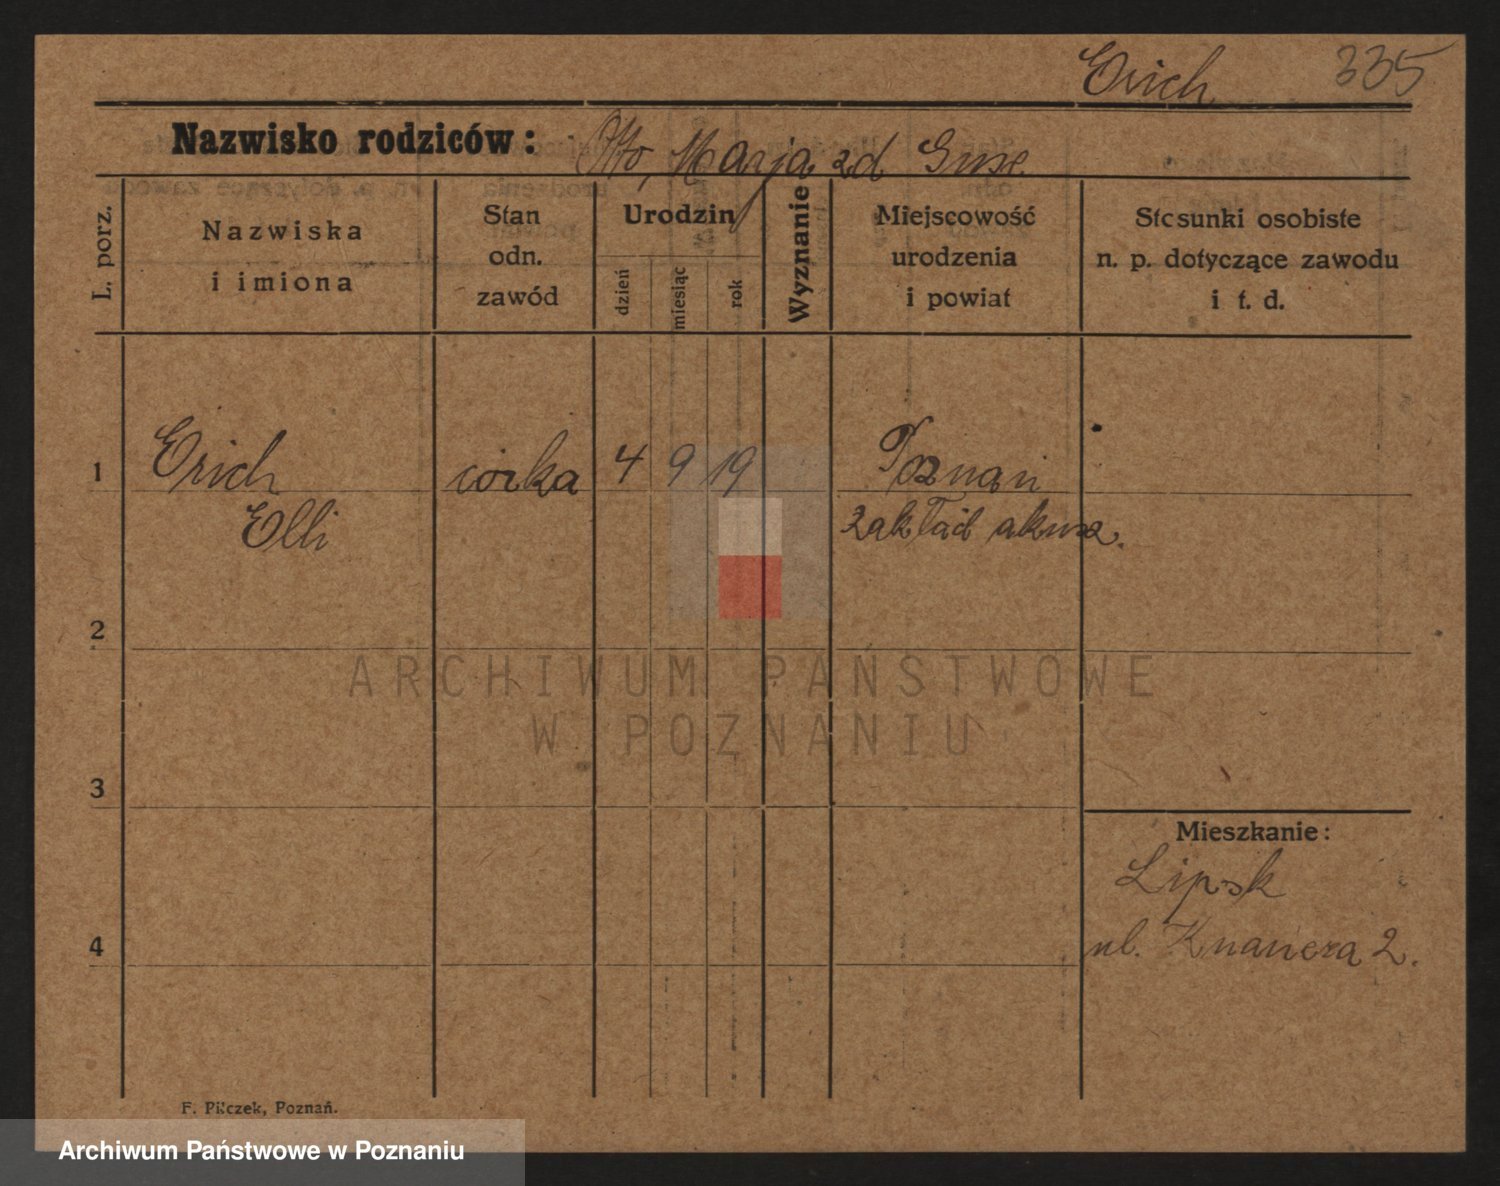 Erich 335
Nazwisko rodziców: Otto, Marja zd Guse
L. porz.
Nazwiska
i imiona
Stan
odn.
zawód
Urodzin
dzień
miesiąc
rok
Wyznanie
Miejscowość
urodzenia
i powiat
Stosunki osobiste
n. p. dotyczące zawodu
i t. d.
1 Erich córka 4 9 19 Poznań
Elli zakład akusz.
2
ARCHIWUM PAŃSTWOWE
W POZNANIU
3
Mieszkanie:
Lipsk
4 ul. Knauera 2.
F. Pilczek, Poznań.
Archiwum Państwowe w Poznaniu